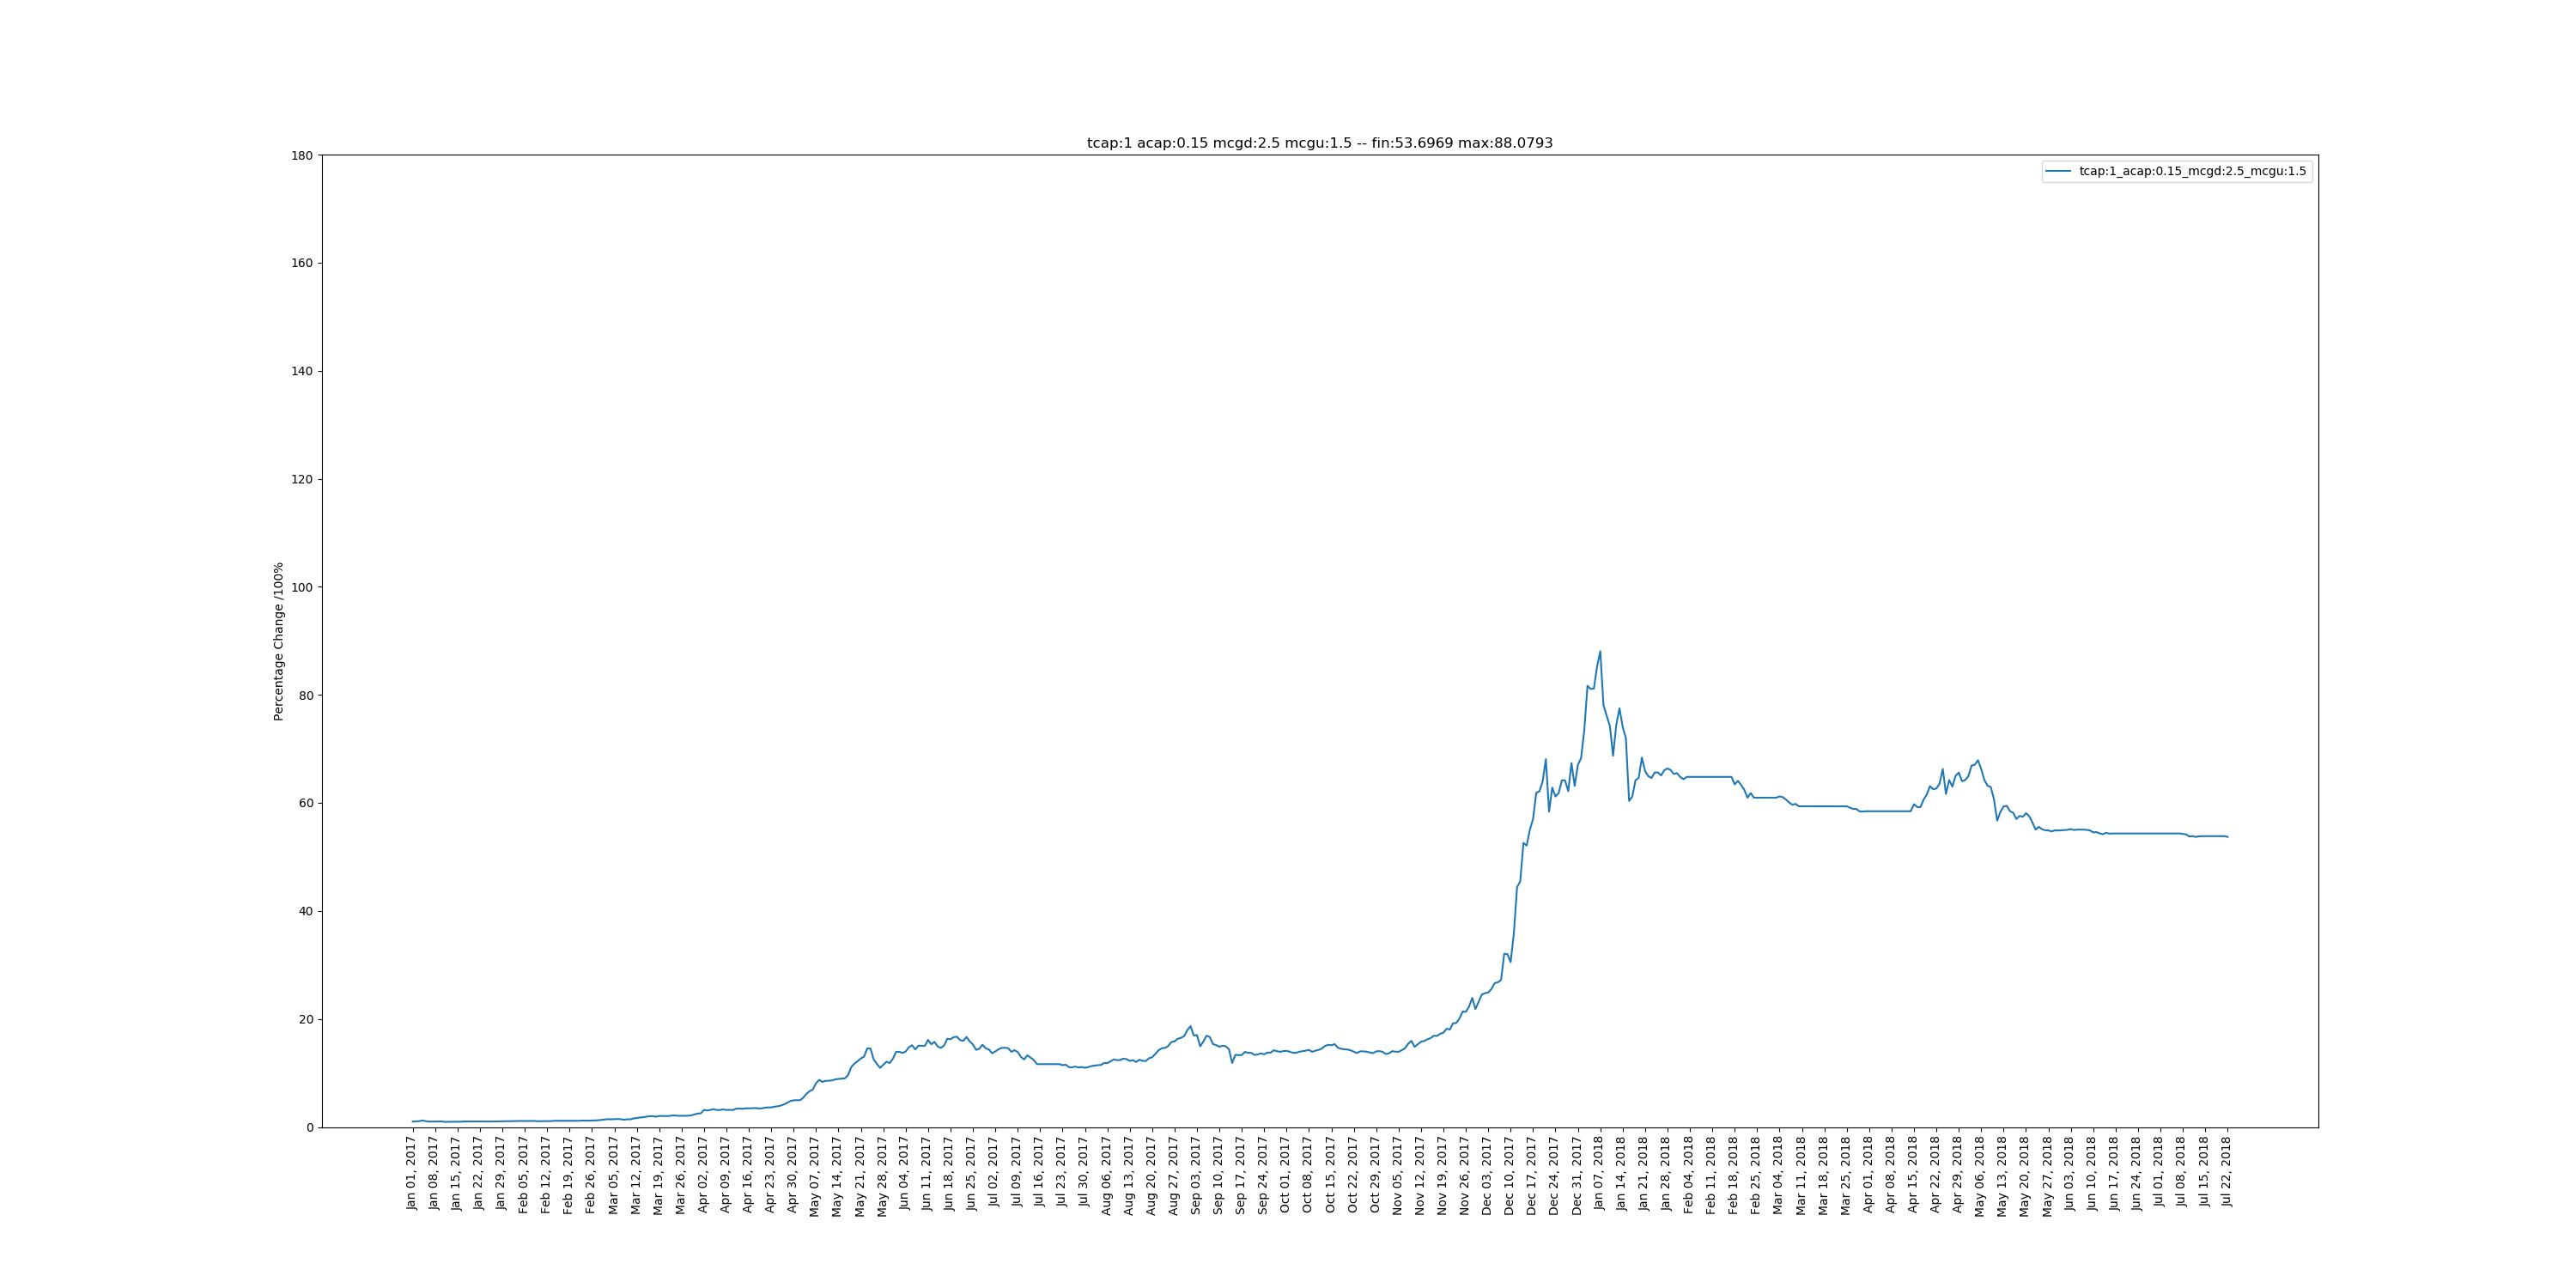 tcap:1 acap:0.15 mcgd:2.5 mcgu:1.5 -- fin:53.6969 max:88.0793
tcap:1_acap:0.15_mcgd:2.5_mcgu:1.5
Percentage Change /100%
180
160
140
120
100
80
60
40
20
0
Jan 01, 2017
Jan 08, 2017
Jan 15, 2017
Jan 22, 2017
Jan 29, 2017
Feb 05, 2017
Feb 12, 2017
Feb 19, 2017
Feb 26, 2017
Mar 05, 2017
Mar 12, 2017
Mar 19, 2017
Mar 26, 2017
Apr 02, 2017
Apr 09, 2017
Apr 16, 2017
Apr 23, 2017
Apr 30, 2017
May 07, 2017
May 14, 2017
May 21, 2017
May 28, 2017
Jun 04, 2017
Jun 11, 2017
Jun 18, 2017
Jun 25, 2017
Jul 02, 2017
Jul 09, 2017
Jul 16, 2017
Jul 23, 2017
Jul 30, 2017
Aug 06, 2017
Aug 13, 2017
Aug 20, 2017
Aug 27, 2017
Sep 03, 2017
Sep 10, 2017
Sep 17, 2017
Sep 24, 2017
Oct 01, 2017
Oct 08, 2017
Oct 15, 2017
Oct 22, 2017
Oct 29, 2017
Nov 05, 2017
Nov 12, 2017
Nov 19, 2017
Nov 26, 2017
Dec 03, 2017
Dec 10, 2017
Dec 17, 2017
Dec 24, 2017
Dec 31, 2017
Jan 07, 2018
Jan 14, 2018
Jan 21, 2018
Jan 28, 2018
Feb 04, 2018
Feb 11, 2018
Feb 18, 2018
Feb 25, 2018
Mar 04, 2018
Mar 11, 2018
Mar 18, 2018
Mar 25, 2018
Apr 01, 2018
Apr 08, 2018
Apr 15, 2018
Apr 22, 2018
Apr 29, 2018
May 06, 2018
May 13, 2018
May 20, 2018
May 27, 2018
Jun 03, 2018
Jun 10, 2018
Jun 17, 2018
Jun 24, 2018
Jul 01, 2018
Jul 08, 2018
Jul 15, 2018
Jul 22, 2018